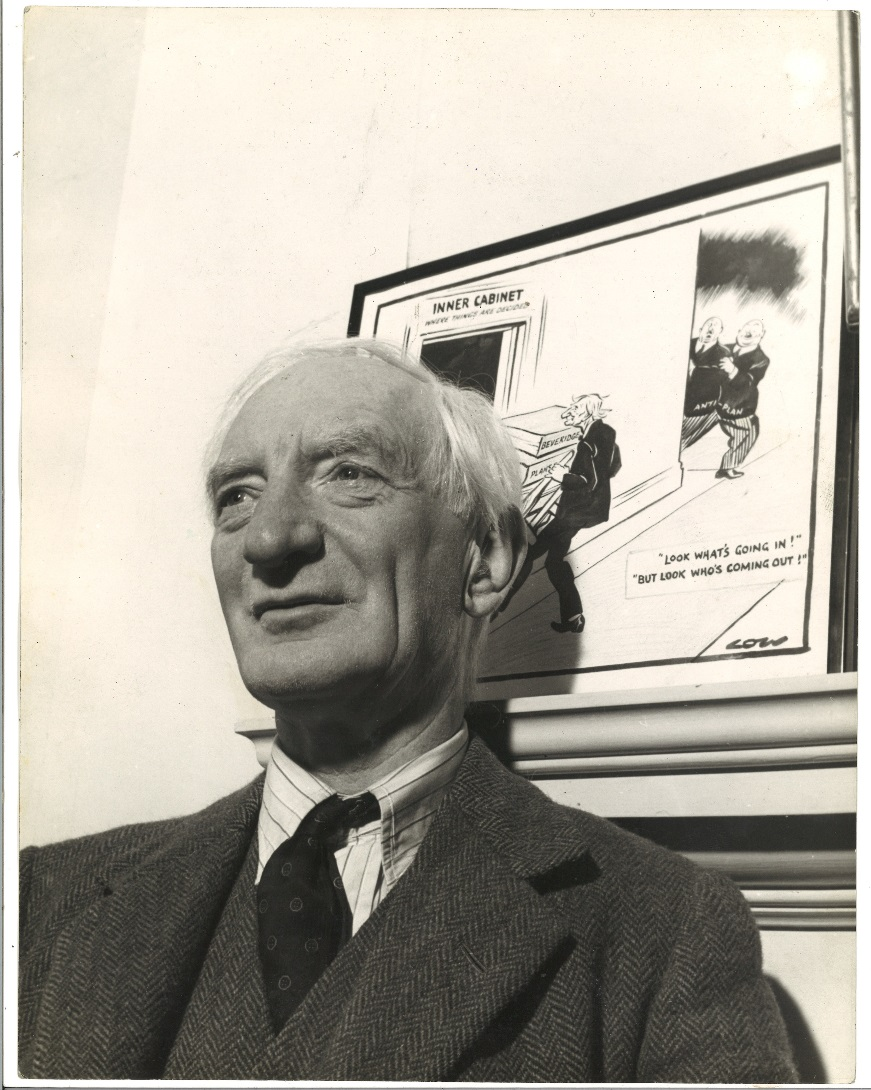 INNER CABINET
WHERE THINGS ARE DECIDED
BEVERIDGE
PLANS
ANTI-PLAN
"LOOK WHAT'S GOING IN!"
"BUT LOOK WHO'S COMING OUT!"
LOW